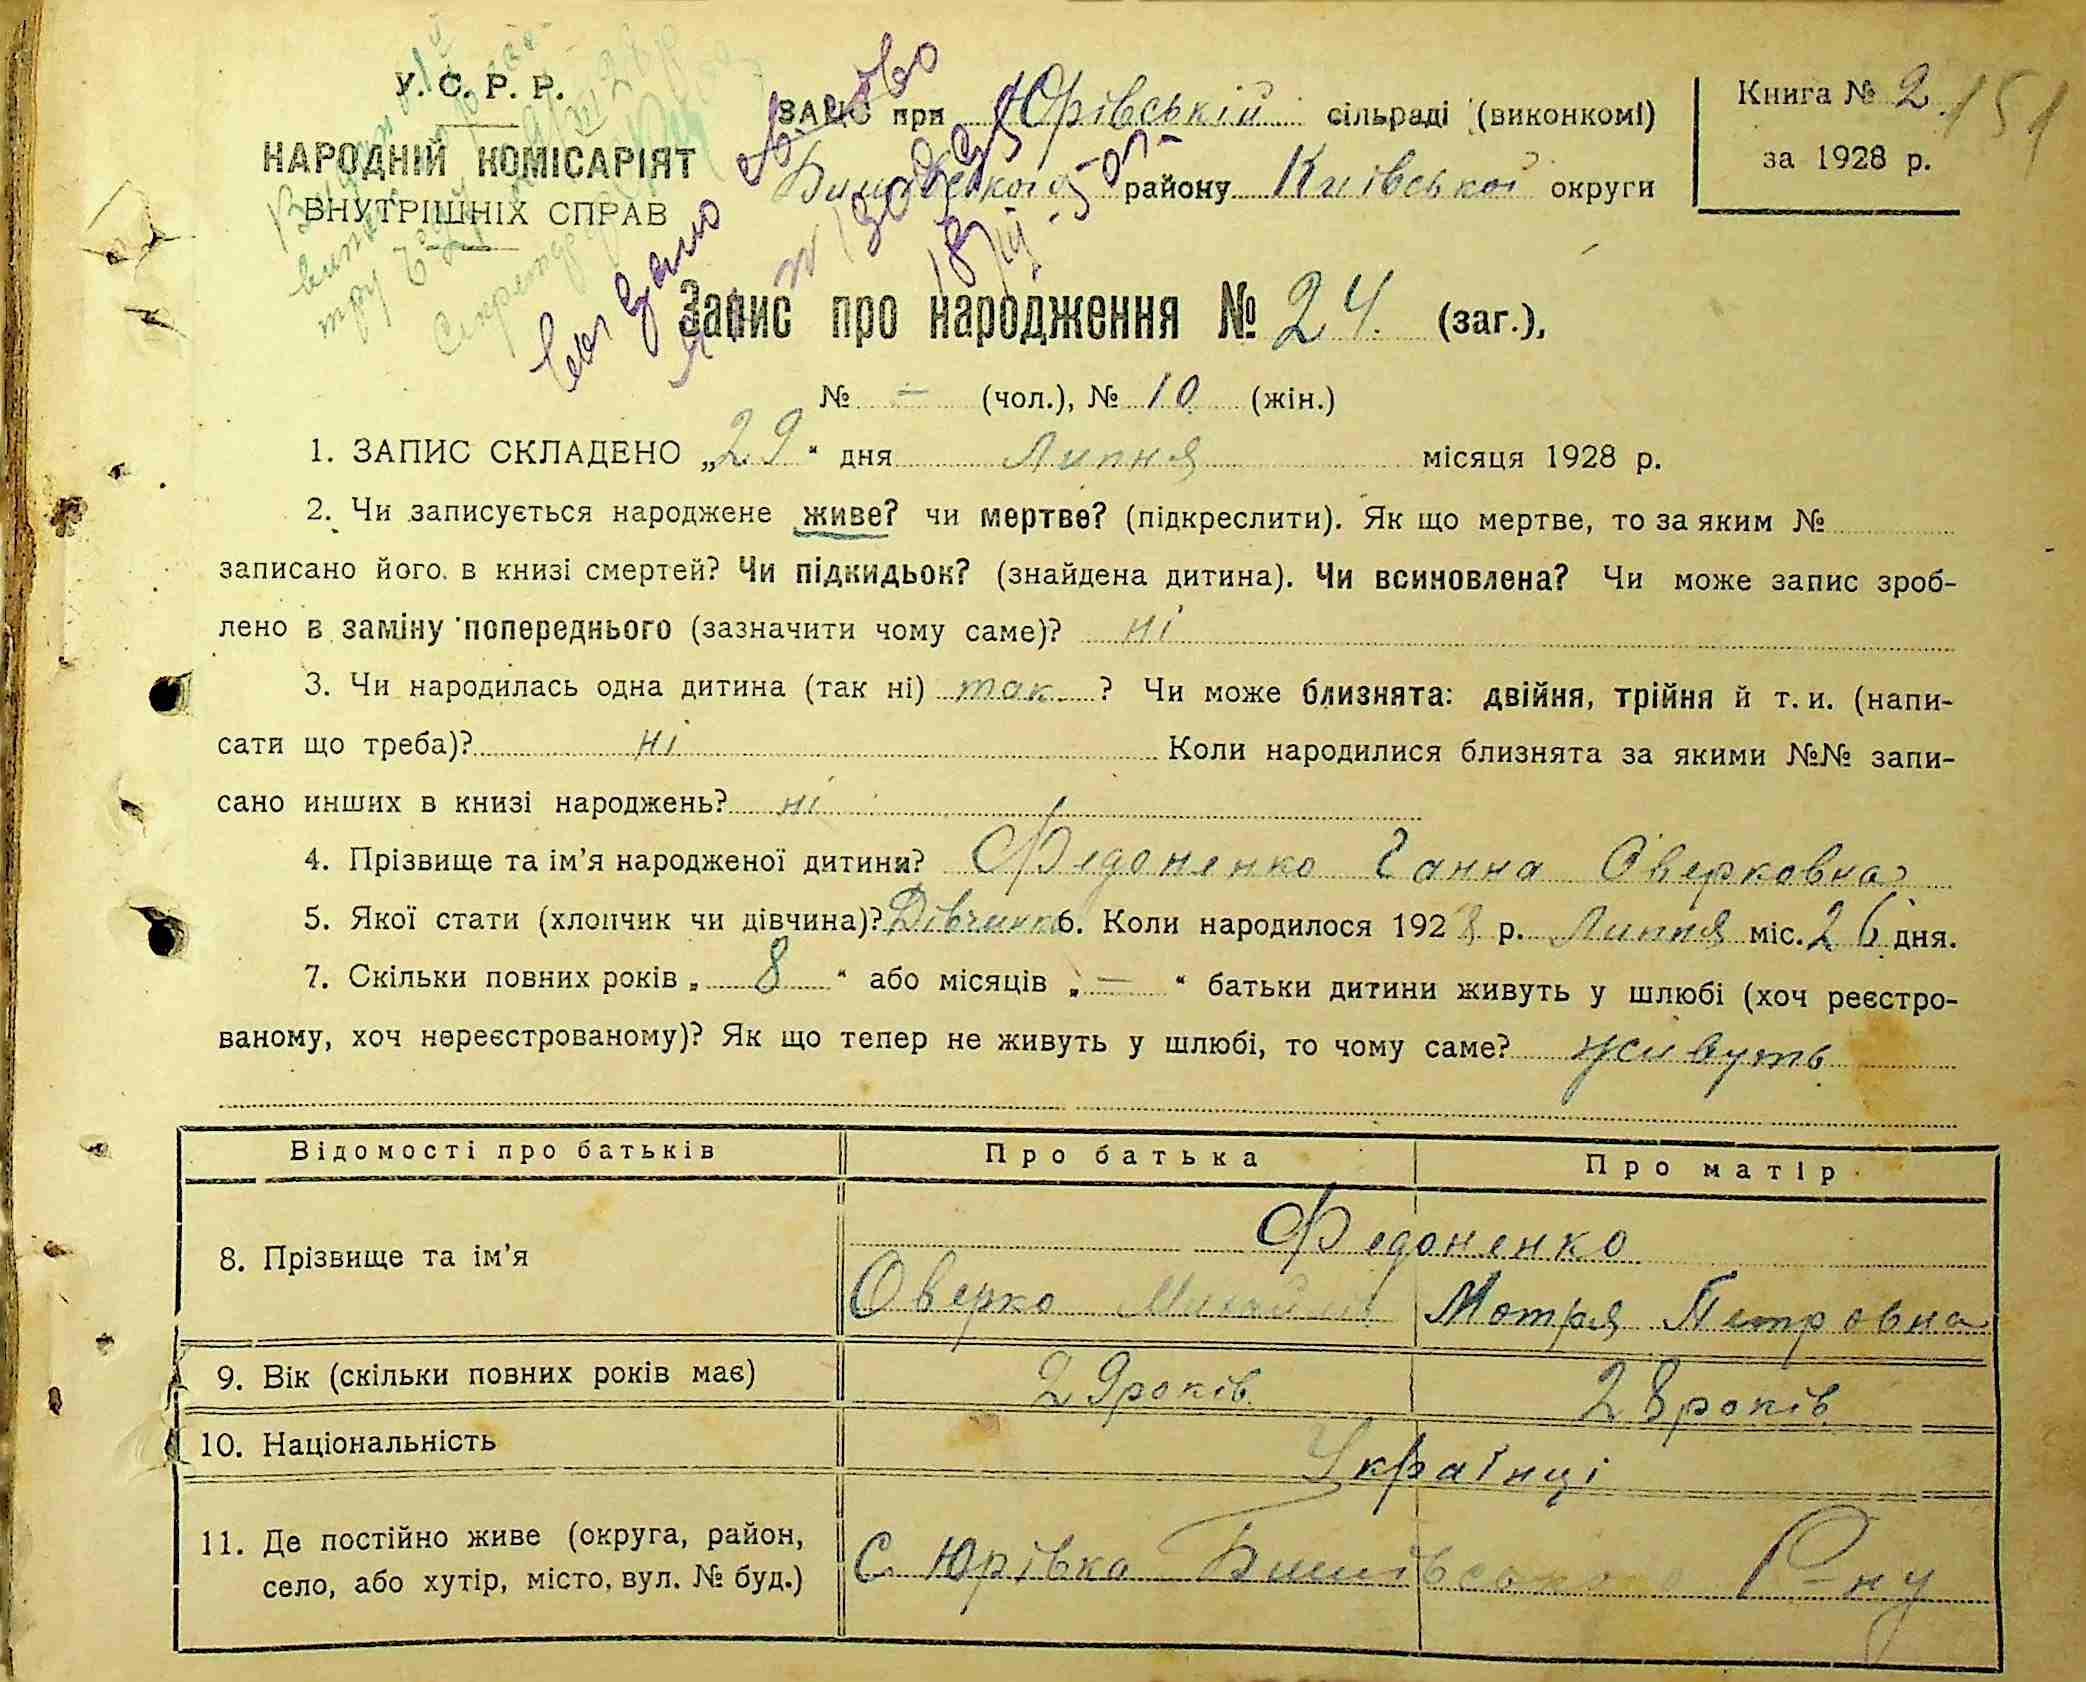 У. С. Р. Р.
НАРОДНІЙ КОМІСАРІЯТ
ВНУТРІШНІХ СПРАВ
ЗАПИС при Юрівській сільраді (виконкомі)
району Київської округи
Книга № 2
за 1928 р.
151
Запис про народження № 24. (заг.),
№ — (чол.), № 10 (жін.)
1. ЗАПИС СКЛАДЕНО „29“ дня Липня місяця 1928 р.
2. Чи записується народжене живе? чи мертве? (підкреслити). Як що мертве, то за яким №
записано його в книзі смертей? Чи підкидьок? (знайдена дитина). Чи всиновлена? Чи може запис зроб-
лено в заміну попереднього (зазначити чому саме)? ні
3. Чи народилась одна дитина (так ні) так ? Чи може близнята: двійня, трійня й т. и. (напи-
сати що треба)? ні Коли народилися близнята за якими №№ запи-
сано инших в книзі народжень? ні
4. Прізвище та ім’я народженої дитини? Федоненко Ганна Оверковна
5. Якої стати (хлопчик чи дівчина)? Дівчинка 6. Коли народилося 1928 р. Липня міс. 26 дня.
7. Скільки повних років „ 8 “ або місяців „ — “ батьки дитини живуть у шлюбі (хоч реєстро-
ваному, хоч нереєстрованому)? Як що тепер не живуть у шлюбі, то чому саме? живуть
Відомості про батьків Про батька Про матір
8. Прізвище та ім’я Федоненко
Оверко Мотря Петровна
9. Вік (скільки повних років має) 29 років 28 років
10. Національність Українці
11. Де постійно живе (округа, район,
село, або хутір, місто, вул. № буд.) С. Юрівка Бишівського Р-ну